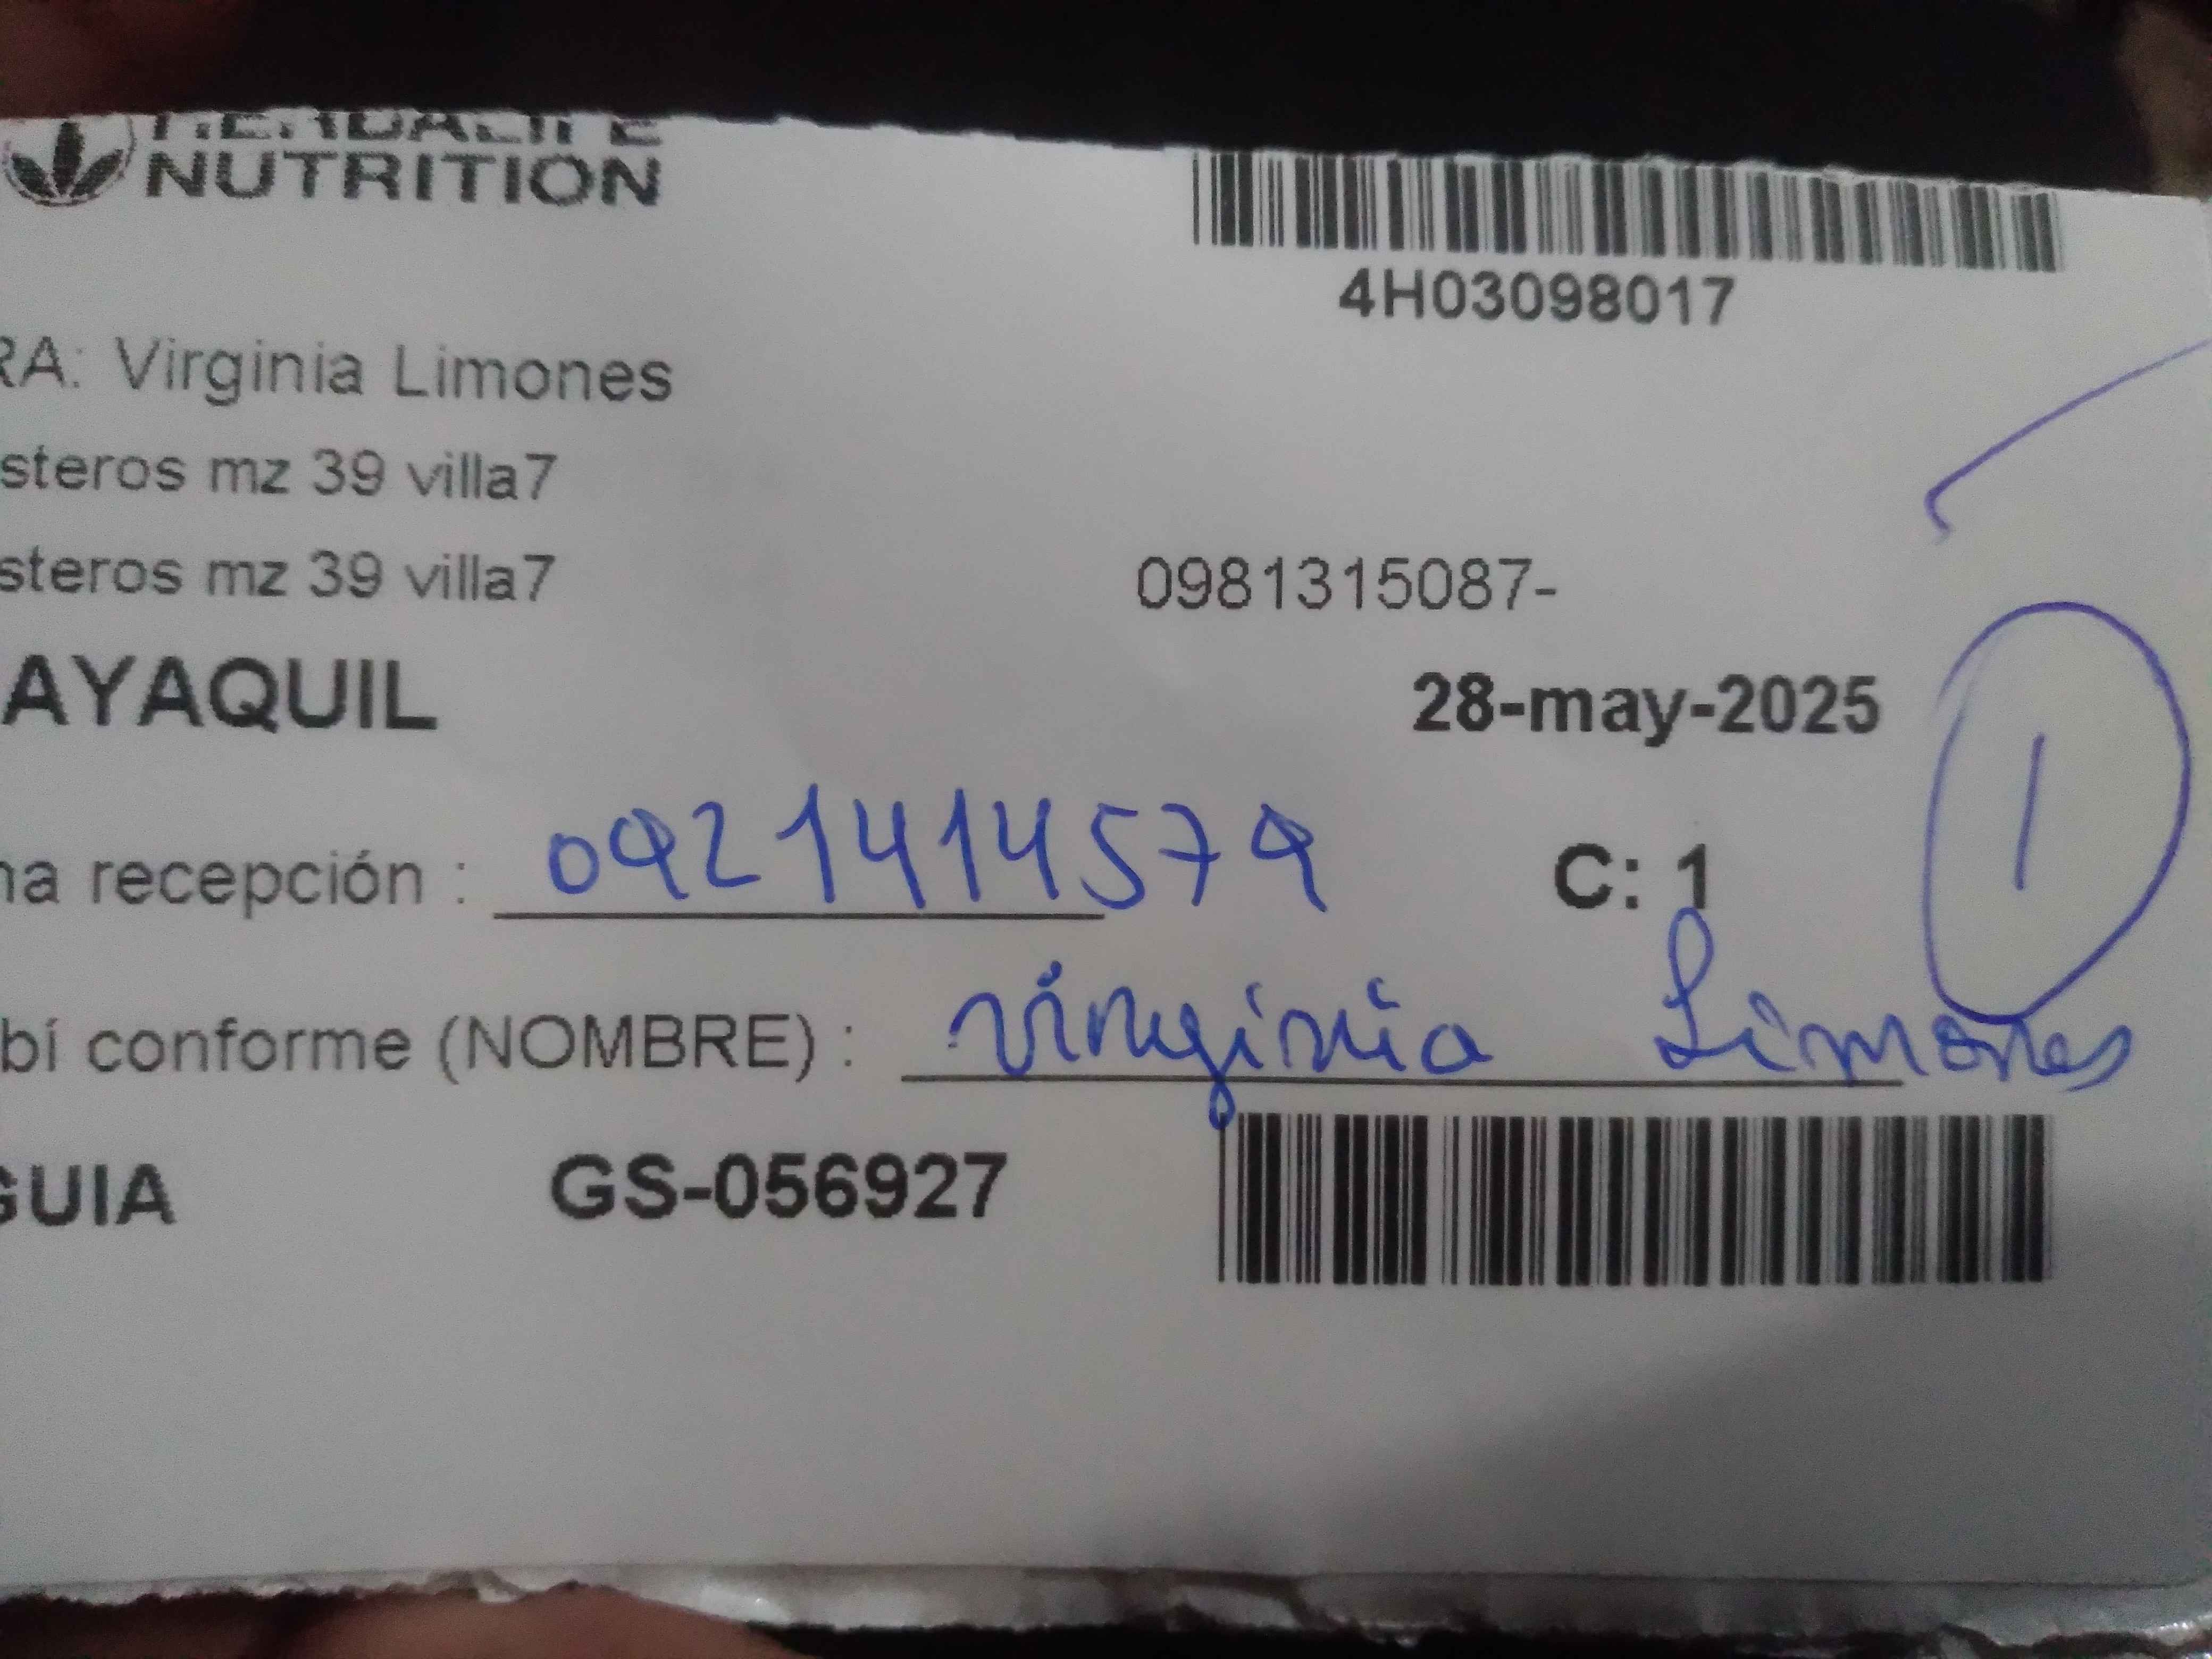 HERBALIFE
NUTRITION
4H03098017
RA: Virginia Limones
steros mz 39 villa7
steros mz 39 villa7
0981315087-
AYAQUIL
28-may-2025
na recepción : 0921414579
C: 1
1
bí conforme (NOMBRE) : Virginia Limones
GUIA
GS-056927